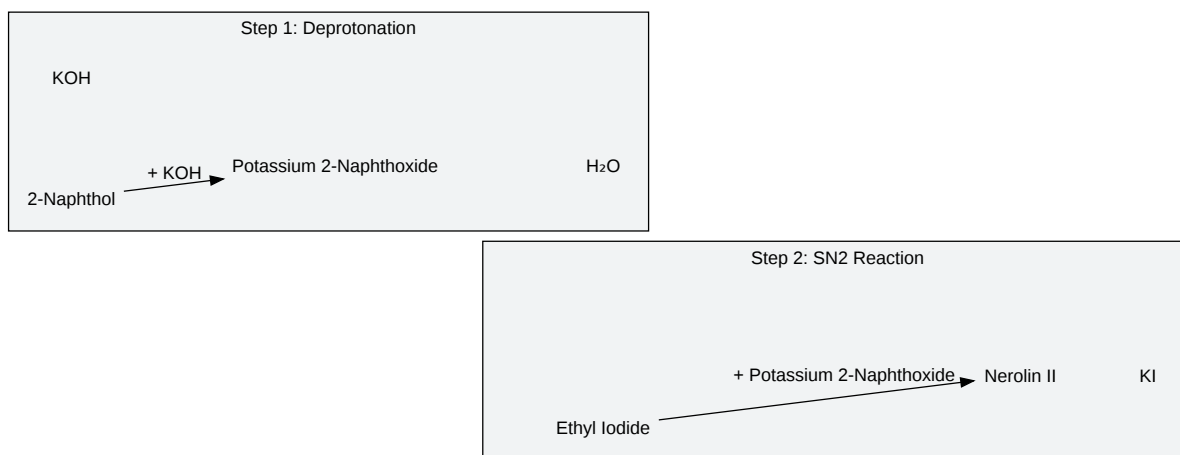 Step 1: Deprotonation
KOH
+ KOH
Potassium 2-Naphthoxide
H₂O
2-Naphthol
Step 2: SN2 Reaction
+ Potassium 2-Naphthoxide
Nerolin II
KI
Ethyl Iodide